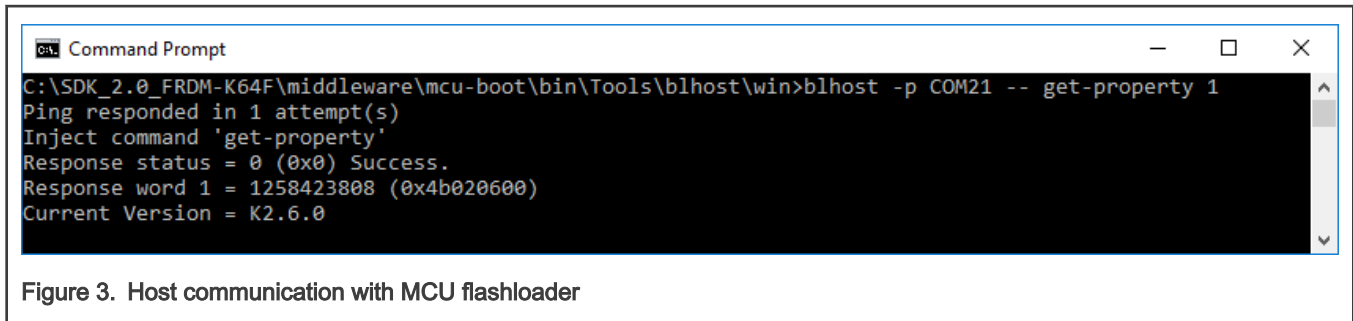 Command Prompt
C:\SDK_2.0_FRDM-K64F\middleware\mcu-boot\bin\Tools\blhost\win>blhost -p COM21 -- get-property 1
Ping responded in 1 attempt(s)
Inject command 'get-property'
Response status = 0 (0x0) Success.
Response word 1 = 1258423808 (0x4b020600)
Current Version = K2.6.0
Figure 3. Host communication with MCU flashloader